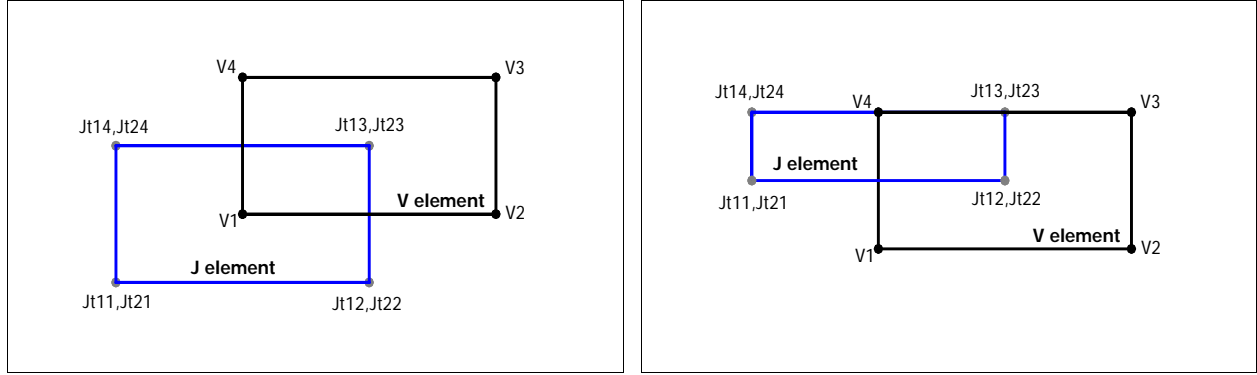 V4
V3
Jt14,Jt24
Jt13,Jt23
V element
V1
V2
J element
Jt11,Jt21
Jt12,Jt22
Jt14,Jt24
V4
Jt13,Jt23
V3
J element
Jt11,Jt21
Jt12,Jt22
V element
V1
V2